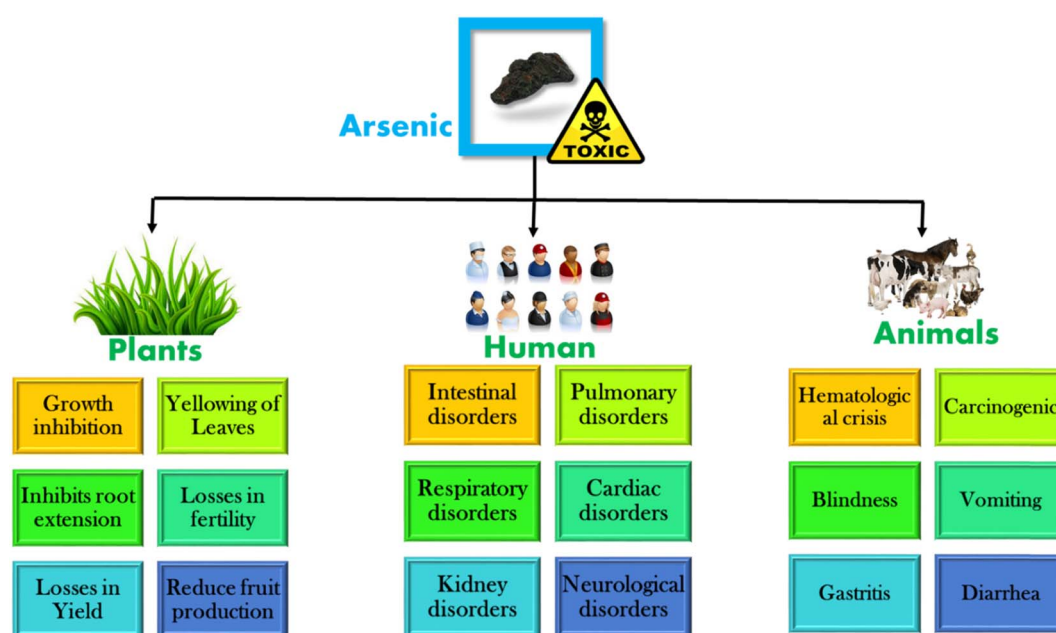 Arsenic
TOXIC
Plants
Growth
inhibition
Yellowing of
Leaves
Inhibits root
extension
Losses in
fertility
Losses in
Yield
Reduce fruit
production
Human
Intestinal
disorders
Pulmonary
disorders
Respiratory
disorders
Cardiac
disorders
Kidney
disorders
Neurological
disorders
Animals
Hematologic
al crisis
Carcinogenic
Blindness
Vomiting
Gastritis
Diarrhea